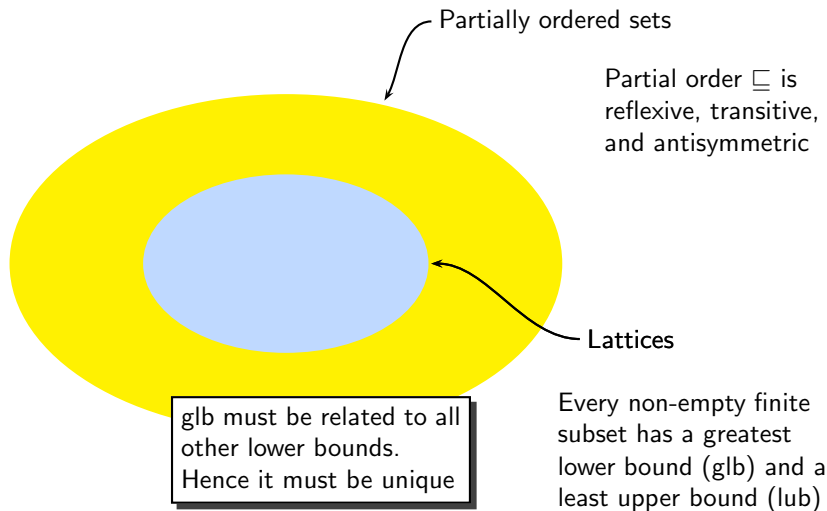 Partially ordered sets
Partial order ⊑ is
reflexive, transitive,
and antisymmetric
Lattices
Every non-empty finite
subset has a greatest
lower bound (glb) and a
least upper bound (lub)
glb must be related to all
other lower bounds.
Hence it must be unique